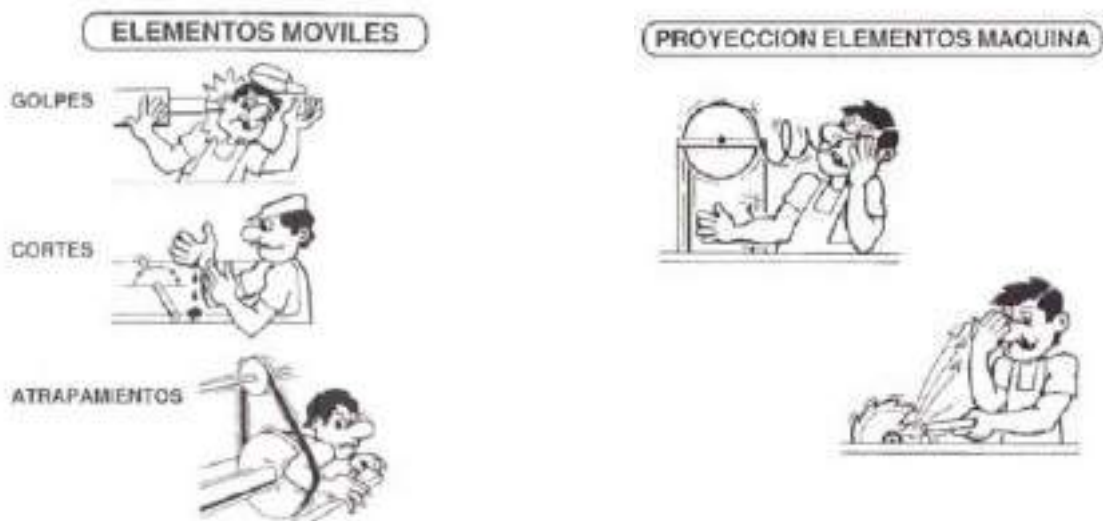 ELEMENTOS MOVILES
GOLPES
CORTES
ATRAPAMIENTOS
PROYECCION ELEMENTOS MAQUINA